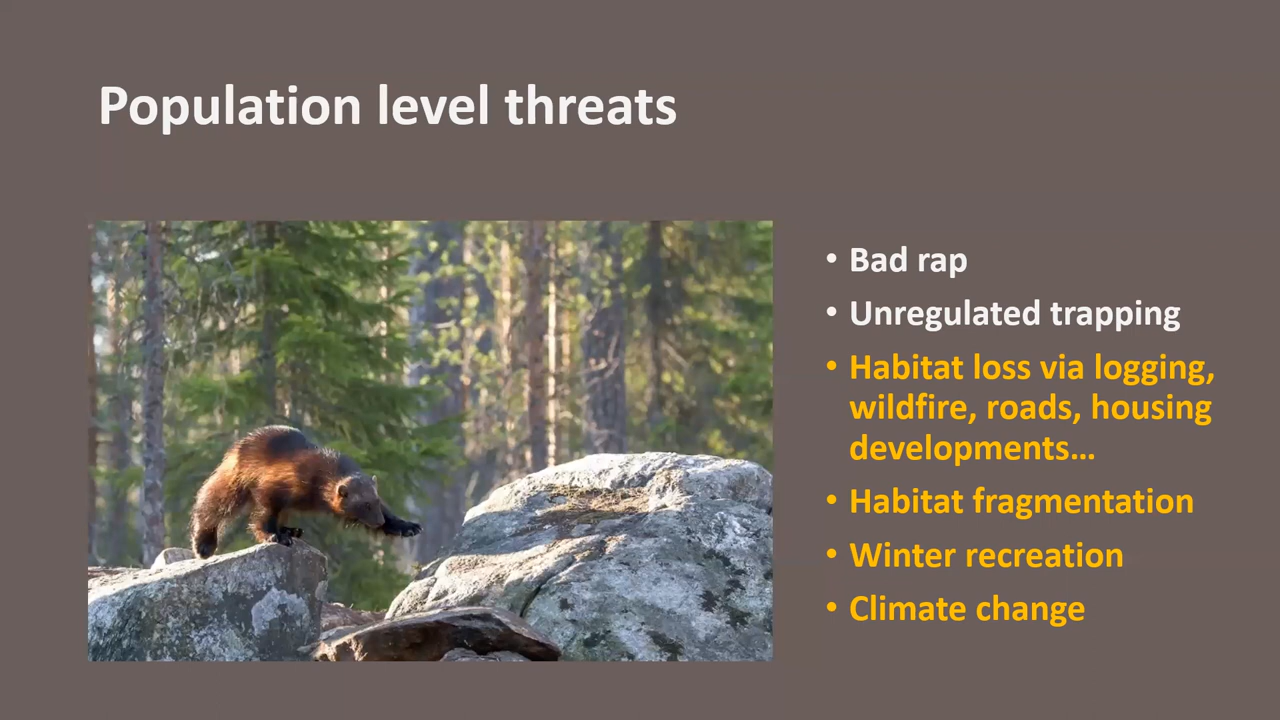 Population level threats
• Bad rap
• Unregulated trapping
• Habitat loss via logging,
wildfire, roads, housing
developments…
• Habitat fragmentation
• Winter recreation
• Climate change